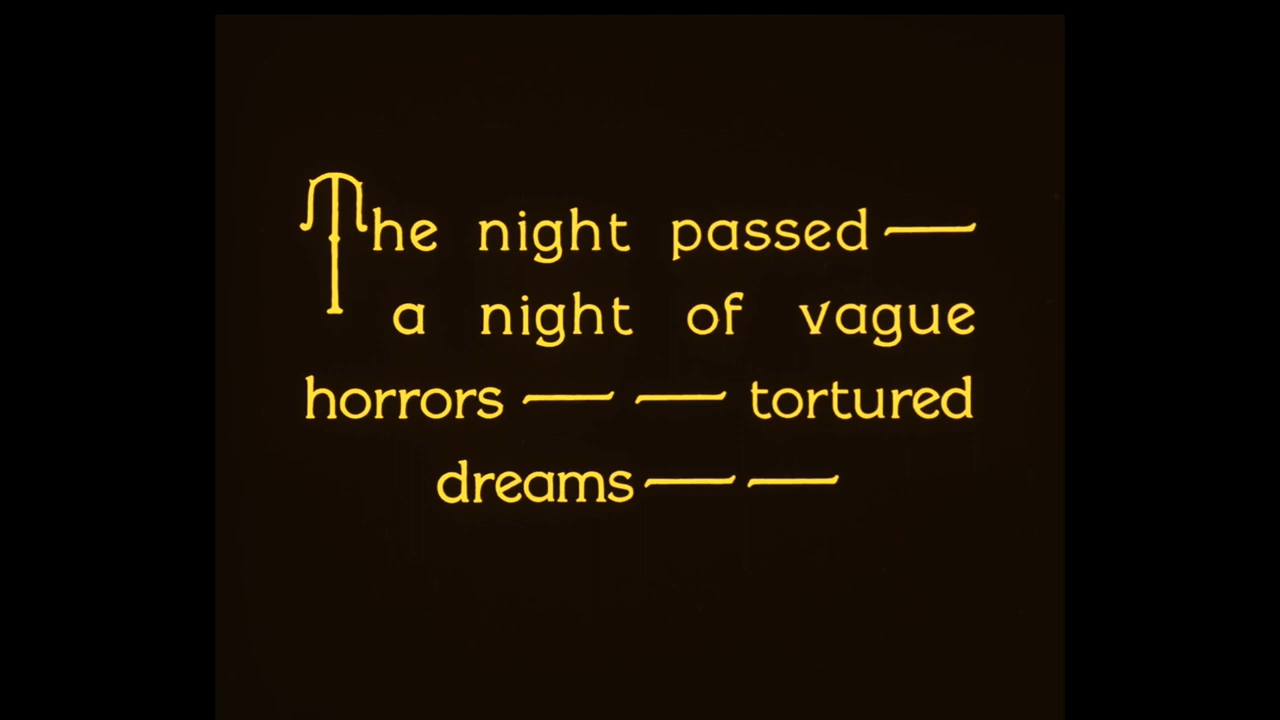 The night passed —
a night of vague
horrors — — tortured
dreams — —